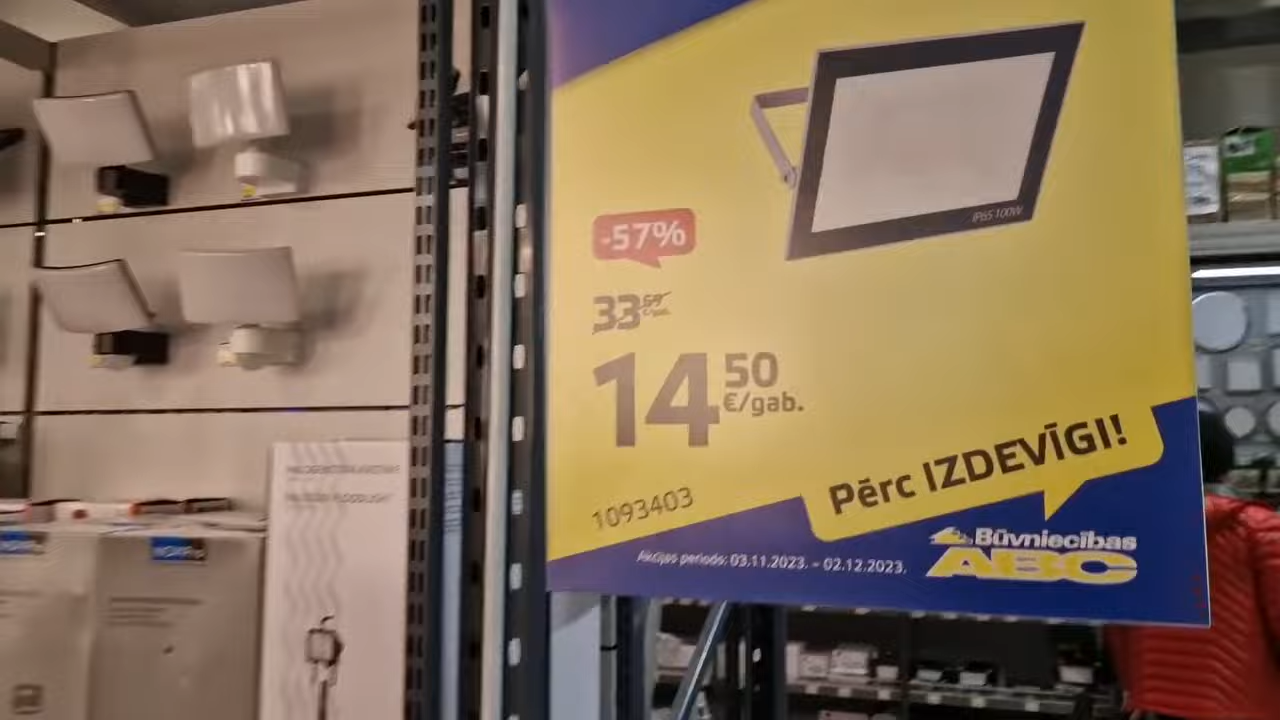 IP65 100W
-57%
33 69 €/gab.
14 50 €/gab.
Pērc IZDEVĪGI!
1093403
Akcijas periods: 03.11.2023. – 02.12.2023.
Būvniecības
ABC